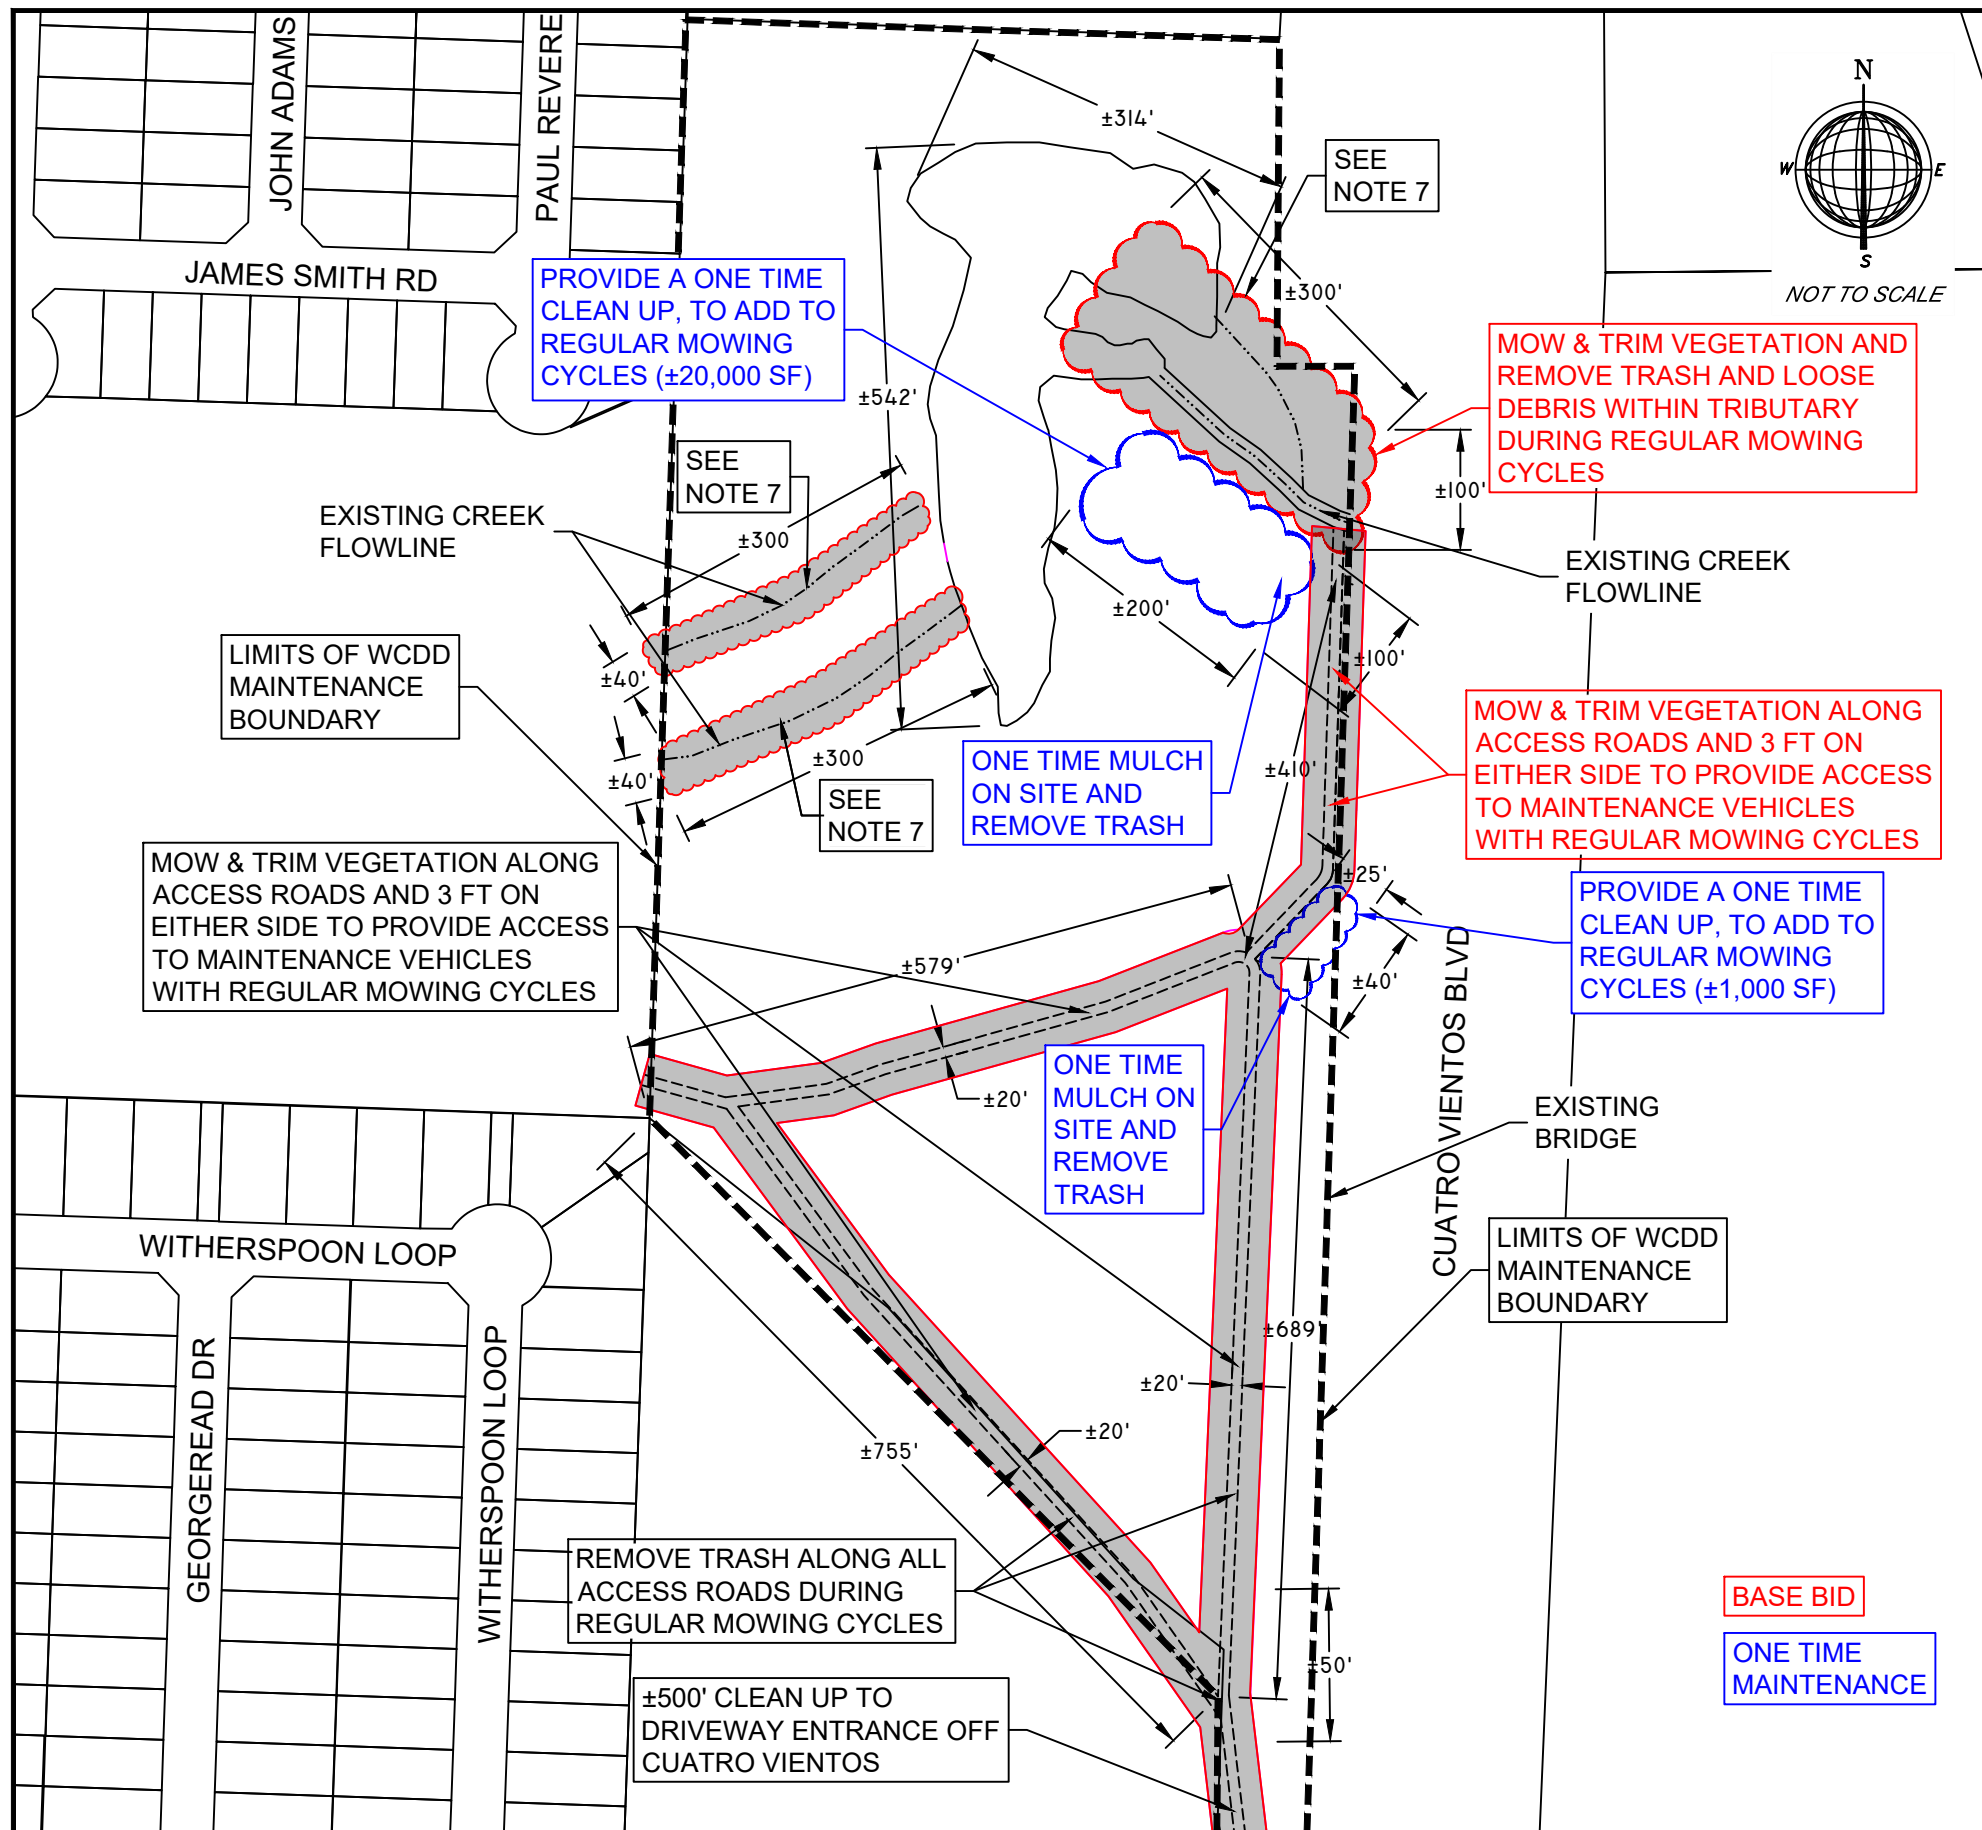 JOHN ADAMS
PAUL REVERE
JAMES SMITH RD
N
W
E
S
NOT TO SCALE
±314'
SEE
NOTE 7
±300'
PROVIDE A ONE TIME
CLEAN UP, TO ADD TO
REGULAR MOWING
CYCLES (±20,000 SF)
MOW & TRIM VEGETATION AND
REMOVE TRASH AND LOOSE
DEBRIS WITHIN TRIBUTARY
DURING REGULAR MOWING
CYCLES
±542'
SEE
NOTE 7
±100'
EXISTING CREEK
FLOWLINE
±300
EXISTING CREEK
FLOWLINE
±200'
±100'
LIMITS OF WCDD
MAINTENANCE
BOUNDARY
±40'
±40'
±300
SEE
NOTE 7
ONE TIME MULCH
ON SITE AND
REMOVE TRASH
±410'
MOW & TRIM VEGETATION ALONG
ACCESS ROADS AND 3 FT ON
EITHER SIDE TO PROVIDE ACCESS
TO MAINTENANCE VEHICLES
WITH REGULAR MOWING CYCLES
MOW & TRIM VEGETATION ALONG
ACCESS ROADS AND 3 FT ON
EITHER SIDE TO PROVIDE ACCESS
TO MAINTENANCE VEHICLES
WITH REGULAR MOWING CYCLES
±25'
PROVIDE A ONE TIME
CLEAN UP, TO ADD TO
REGULAR MOWING
CYCLES (±1,000 SF)
±579'
±40'
CUATROVIENTOS BLVD
±20'
ONE TIME
MULCH ON
SITE AND
REMOVE
TRASH
EXISTING
BRIDGE
WITHERSPOON LOOP
LIMITS OF WCDD
MAINTENANCE
BOUNDARY
±689'
±20'
±20'
±755'
GEORGEREAD DR
WITHERSPOON LOOP
REMOVE TRASH ALONG ALL
ACCESS ROADS DURING
REGULAR MOWING CYCLES
±50'
±500' CLEAN UP TO
DRIVEWAY ENTRANCE OFF
CUATRO VIENTOS
BASE BID
ONE TIME
MAINTENANCE